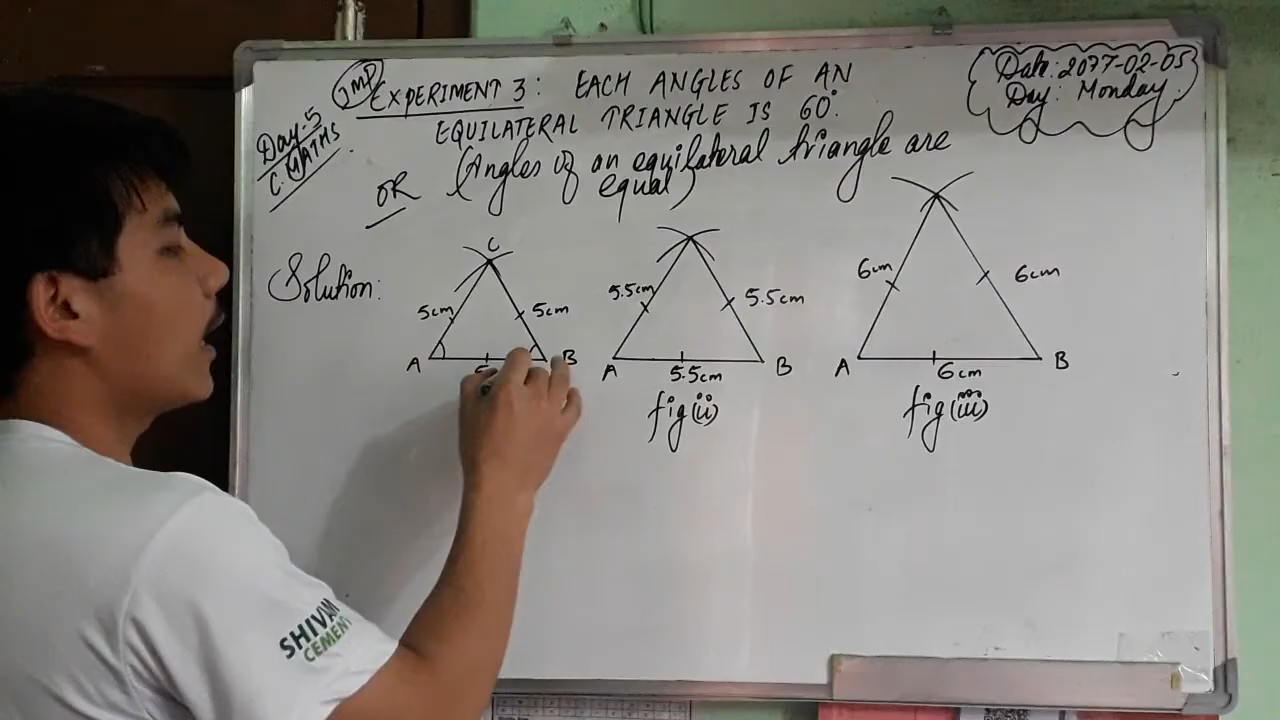 Imp EXPERIMENT 3: EACH ANGLES OF AN
EQUILATERAL TRIANGLE IS 60°.
OR (Angles of an equilateral triangle are
equal)
Day-5
C.MATHS
Date: 2077-02-05
Day: Monday.
Solution:
C
5cm
5cm
A
B
5.5cm
5.5cm
A
B
5.5cm
fig(ii)
6cm
6cm
A
B
6cm
fig(iii)
SHIVAM
CEMENT